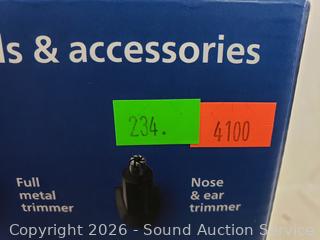 ls & accessories
234.
4100
Full
metal
trimmer
Nose
& ear
trimmer
Copyright 2026 - Sound Auction Service